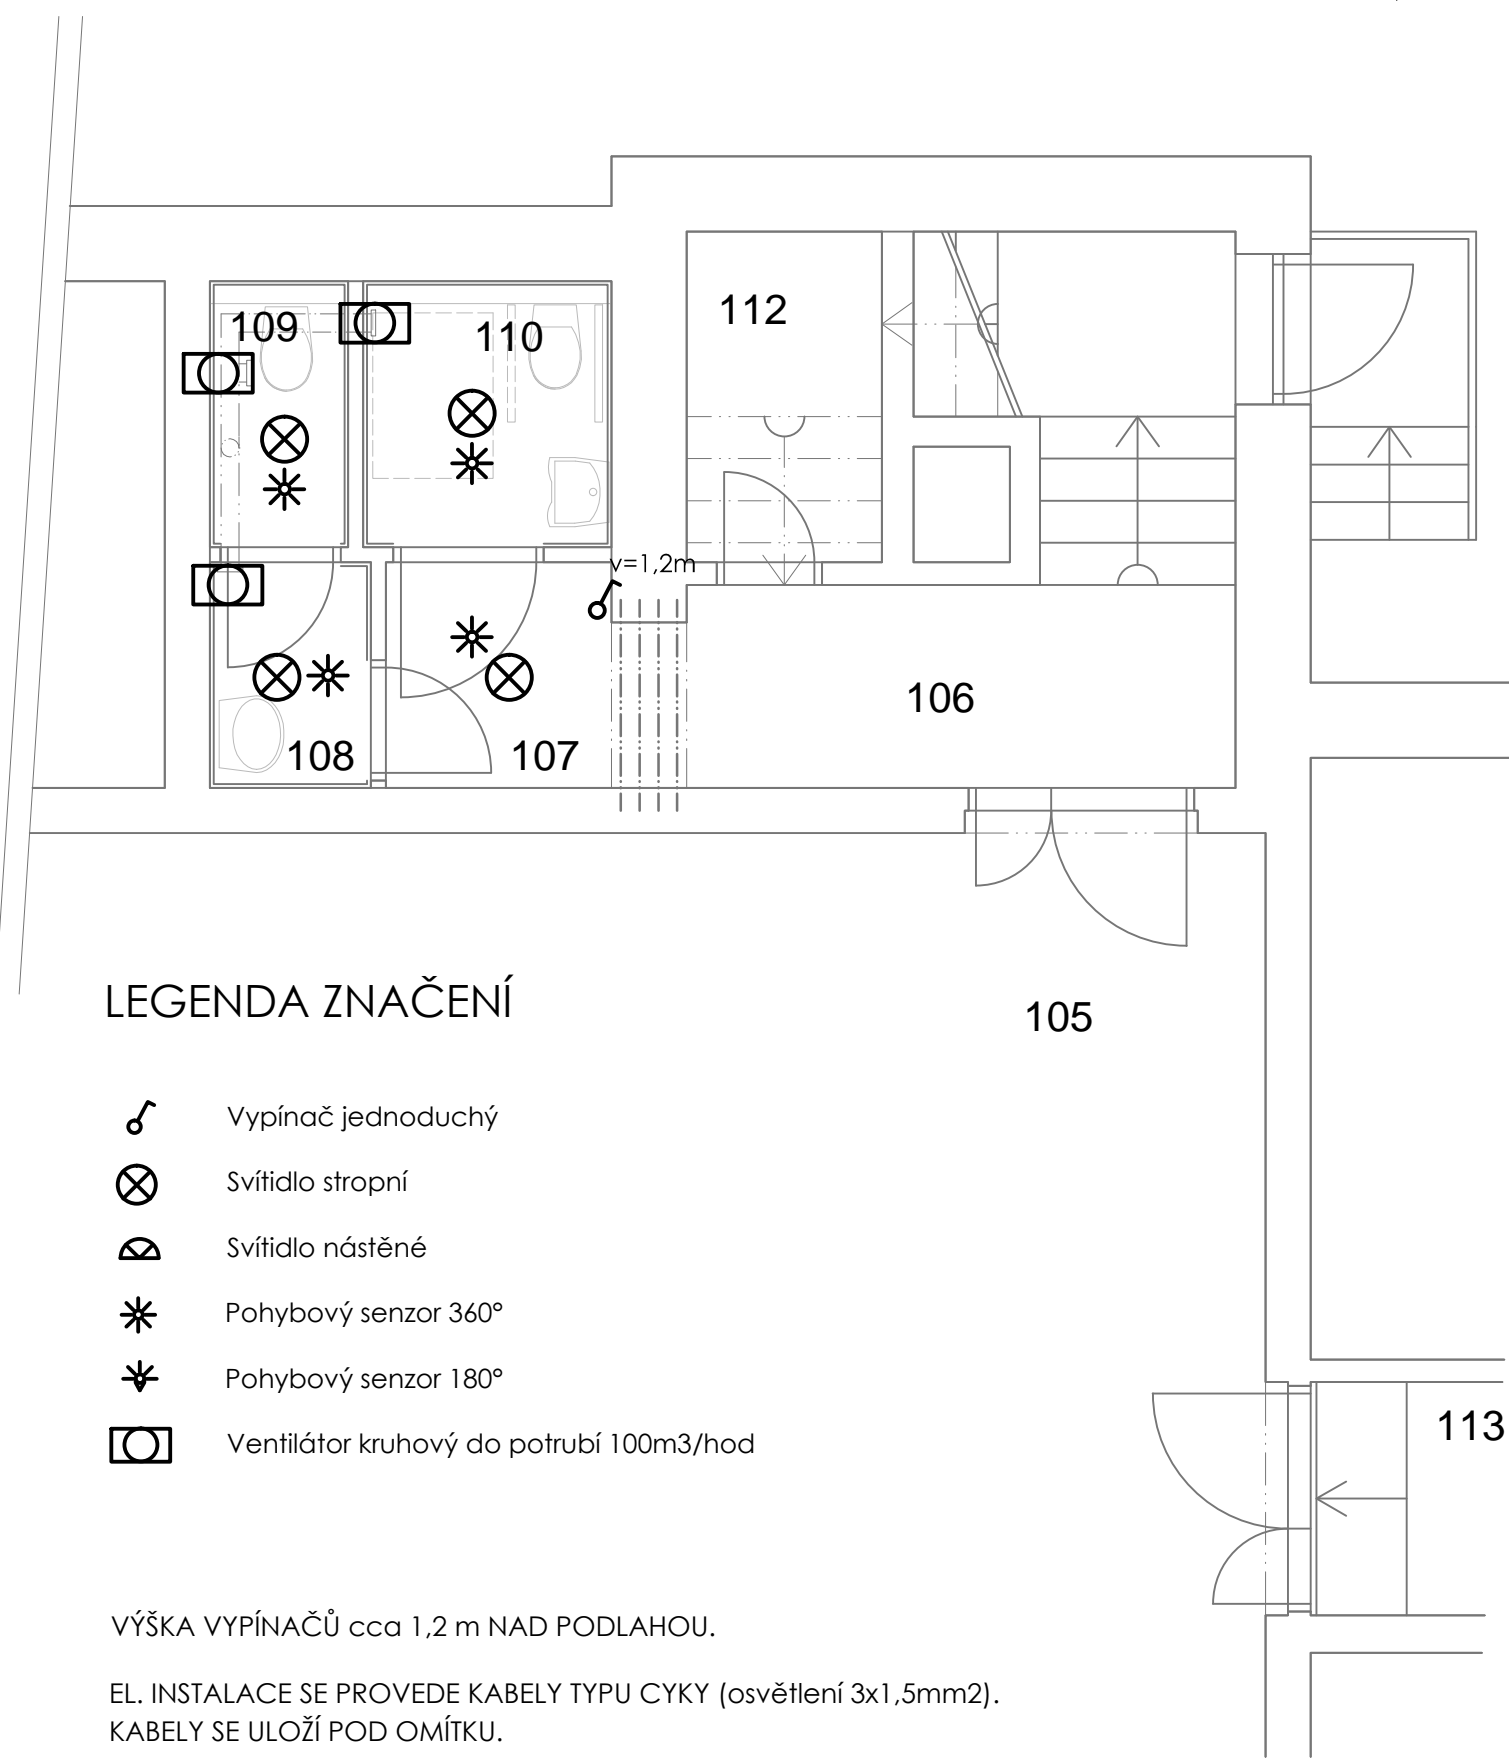 109
110
112
v=1,2m
106
108
107
LEGENDA ZNAČENÍ
105
Vypínač jednoduchý
Svítidlo stropní
Svítidlo nástěné
Pohybový senzor 360°
Pohybový senzor 180°
113
Ventilátor kruhový do potrubí 100m3/hod
VÝŠKA VYPÍNAČŮ cca 1,2 m NAD PODLAHOU.
EL. INSTALACE SE PROVEDE KABELY TYPU CYKY (osvětlení 3x1,5mm2).
KABELY SE ULOŽÍ POD OMÍTKU.